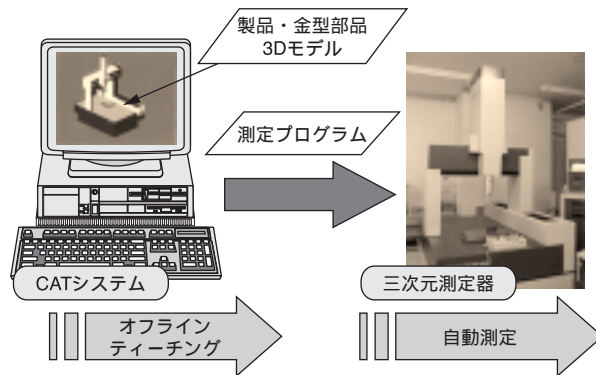 製品・金型部品
3Dモデル
測定プログラム
CATシステム
三次元測定器
オフライン
ティーチング
自動測定